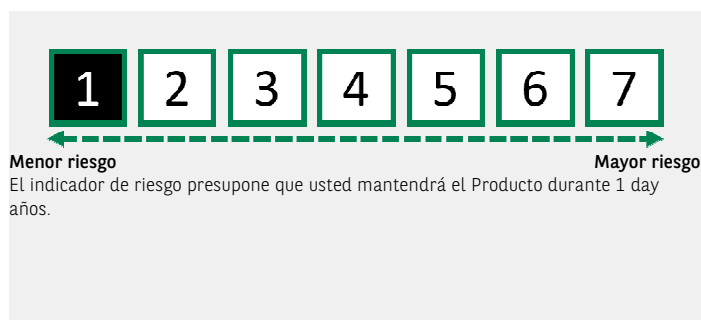 1 2 3 4 5 6 7
Menor riesgo Mayor riesgo
El indicador de riesgo presupone que usted mantendrá el Producto durante 1 day
años.